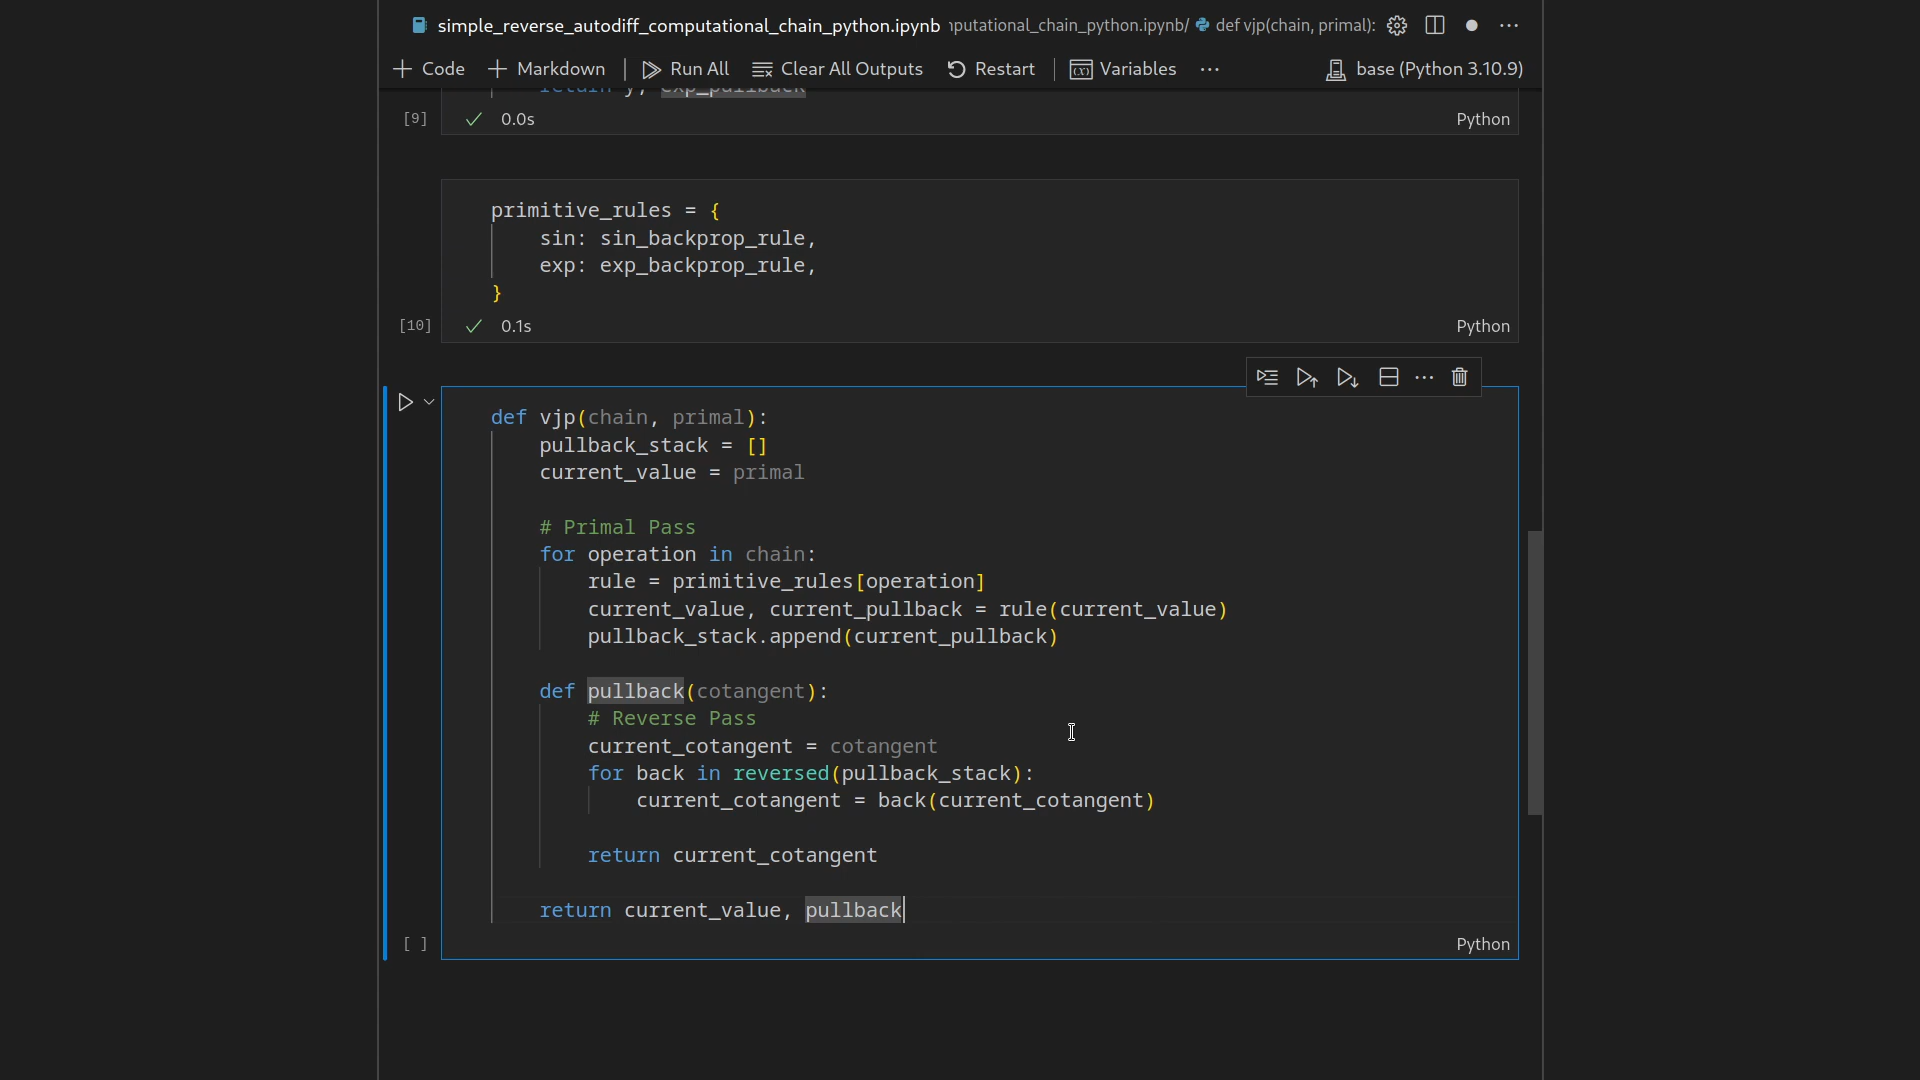 simple_reverse_autodiff_computational_chain_python.ipynb putational_chain_python.ipynb/ def vjp(chain, primal):
Code Markdown Run All Clear All Outputs Restart Variables base (Python 3.10.9)
return y, exp_pullback
[9] 0.0s Python
primitive_rules = {
sin: sin_backprop_rule,
exp: exp_backprop_rule,
}
[10] 0.1s Python
def vjp(chain, primal):
pullback_stack = []
current_value = primal
# Primal Pass
for operation in chain:
rule = primitive_rules[operation]
current_value, current_pullback = rule(current_value)
pullback_stack.append(current_pullback)
def pullback(cotangent):
# Reverse Pass
current_cotangent = cotangent
for back in reversed(pullback_stack):
current_cotangent = back(current_cotangent)
return current_cotangent
return current_value, pullback
[ ] Python